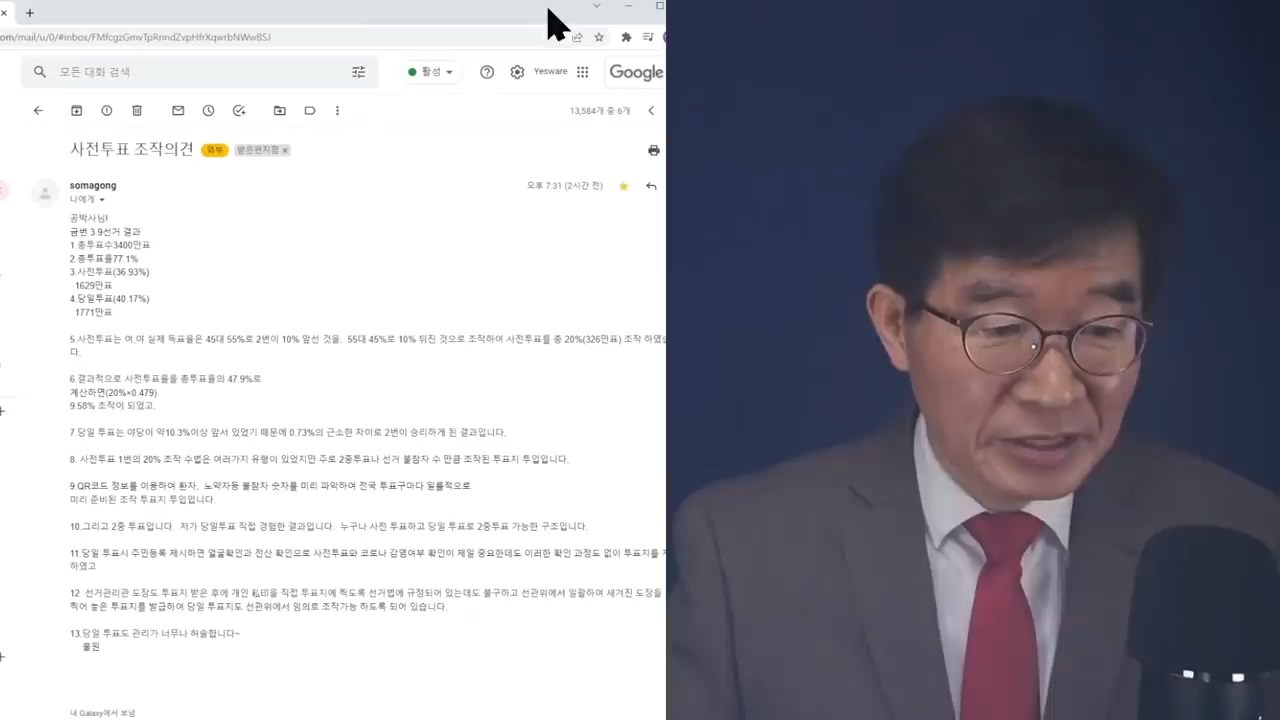 om/mail/u/0/#inbox/FMfcgzGmvTpRnndZvpHfrXqwrbNWwBSJ
모든 대화 검색
활성
Yesware
Google
13,584개 중 6개
사전투표 조작의견
외부
받은편지함 ×
somagong
오후 7:31 (2시간 전)
나에게
공박사님!
금번 3.9선거 결과
1.총투표수3400만표
2.총투표율77.1%
3.사전투표(36.93%)
1629만표
4.당일투표(40.17%)
1771만표
5.사전투표는 여,야 실제 득표율은 45대 55%로 2번이 10% 앞선 것을, 55대 45%로 10% 뒤진 것으로 조작하여 사전투표를 총 20%(326만표) 조작 하였
다.
6.결과적으로 사전투표율을 총투표율의 47.9%로
계산하면(20%×0.479)
9.58% 조작이 되었고,
7.당일 투표는 야당이 약10.3%이상 앞서 있었기 때문에 0.73%의 근소한 차이로 2번이 승리하게 된 결과입니다.
8. 사전투표 1번의 20% 조작 수법은 여러가지 유형이 있었지만 주로 2중투표나 선거 불참자 수 만큼 조작된 투표지 투입입니다.
9.QR코드 정보를 이용하여 환자, 노약자등 불참자 숫자를 미리 파악하여 전국 투표구마다 일률적으로
미리 준비된 조작 투표지 투입입니다
10.그리고 2중 투표입니다. 저가 당일투표 직접 경험한 결과입니다. 누구나 사전 투표하고 당일 투표로 2중투표 가능한 구조입니다.
11.당일 투표시 주민등록 제시하면 얼굴확인과 전산 확인으로 사전투표와 코로나 감염여부 확인이 제일 중요한데도 이러한 확인 과정도 없이 투표지를
하였고
12. 선거관리관 도장도 투표지 받은 후에 개인 私印을 직접 투표지에 찍도록 선거법에 규정되어 있는데도 불구하고 선관위에서 일괄하여 새겨진 도장을
찍어 놓은 투표지를 발급하여 당일 투표지도 선관위에서 임의로 조작가능 하도록 되어 있습니다.
13.당일 투표도 관리가 너무나 허술합니다~
물원
내 Galaxy에서 보냄